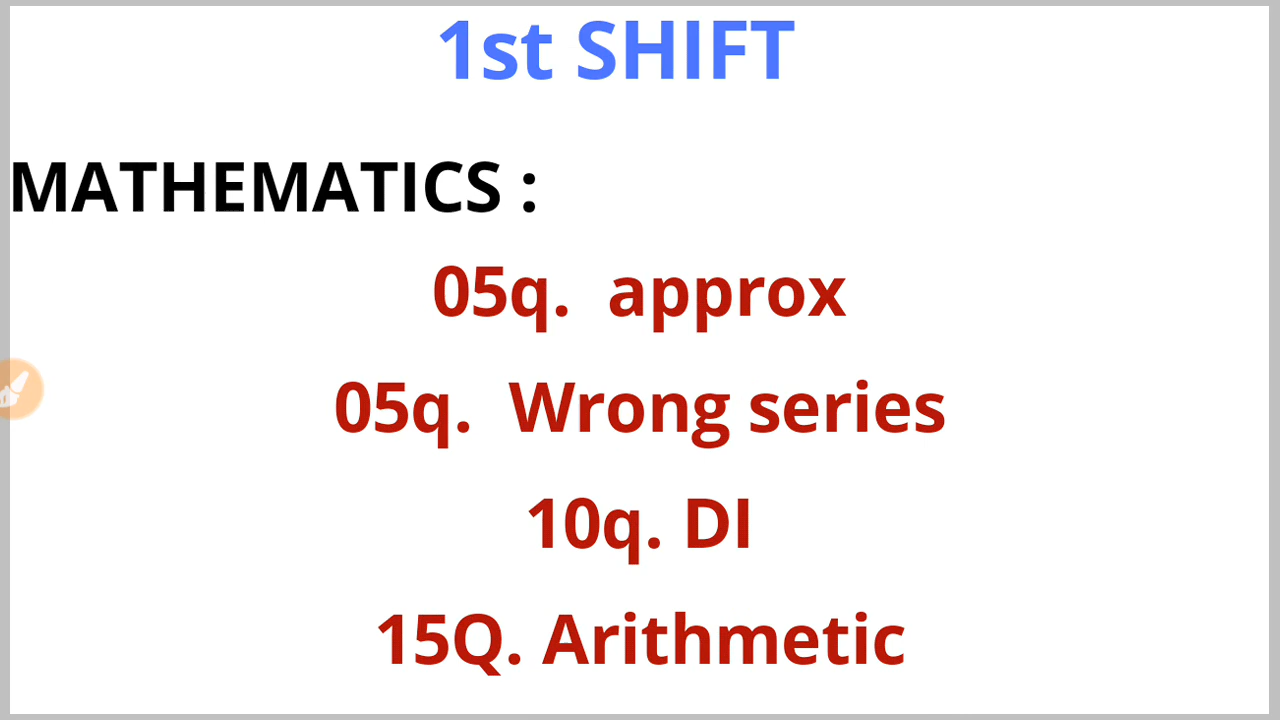 1st SHIFT
MATHEMATICS :
05q.  approx
05q.  Wrong series
10q. DI
15Q. Arithmetic